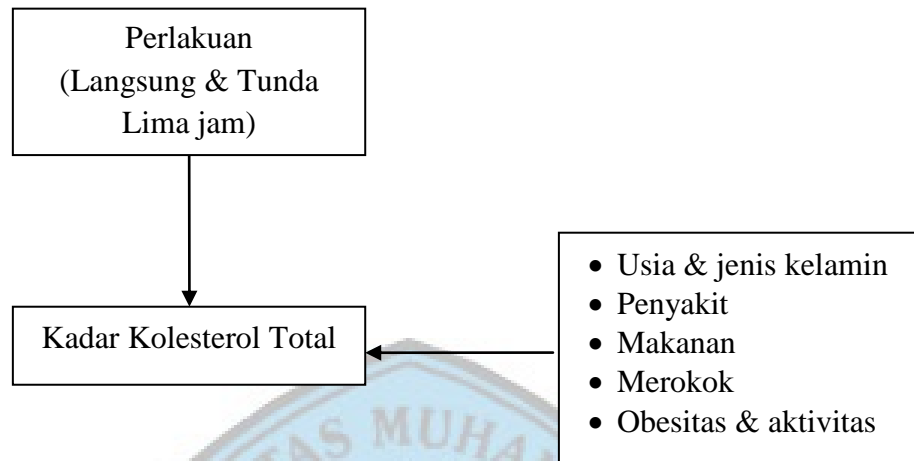 Perlakuan
(Langsung & Tunda
Lima jam)
Kadar Kolesterol Total
• Usia & jenis kelamin
• Penyakit
• Makanan
• Merokok
• Obesitas & aktivitas